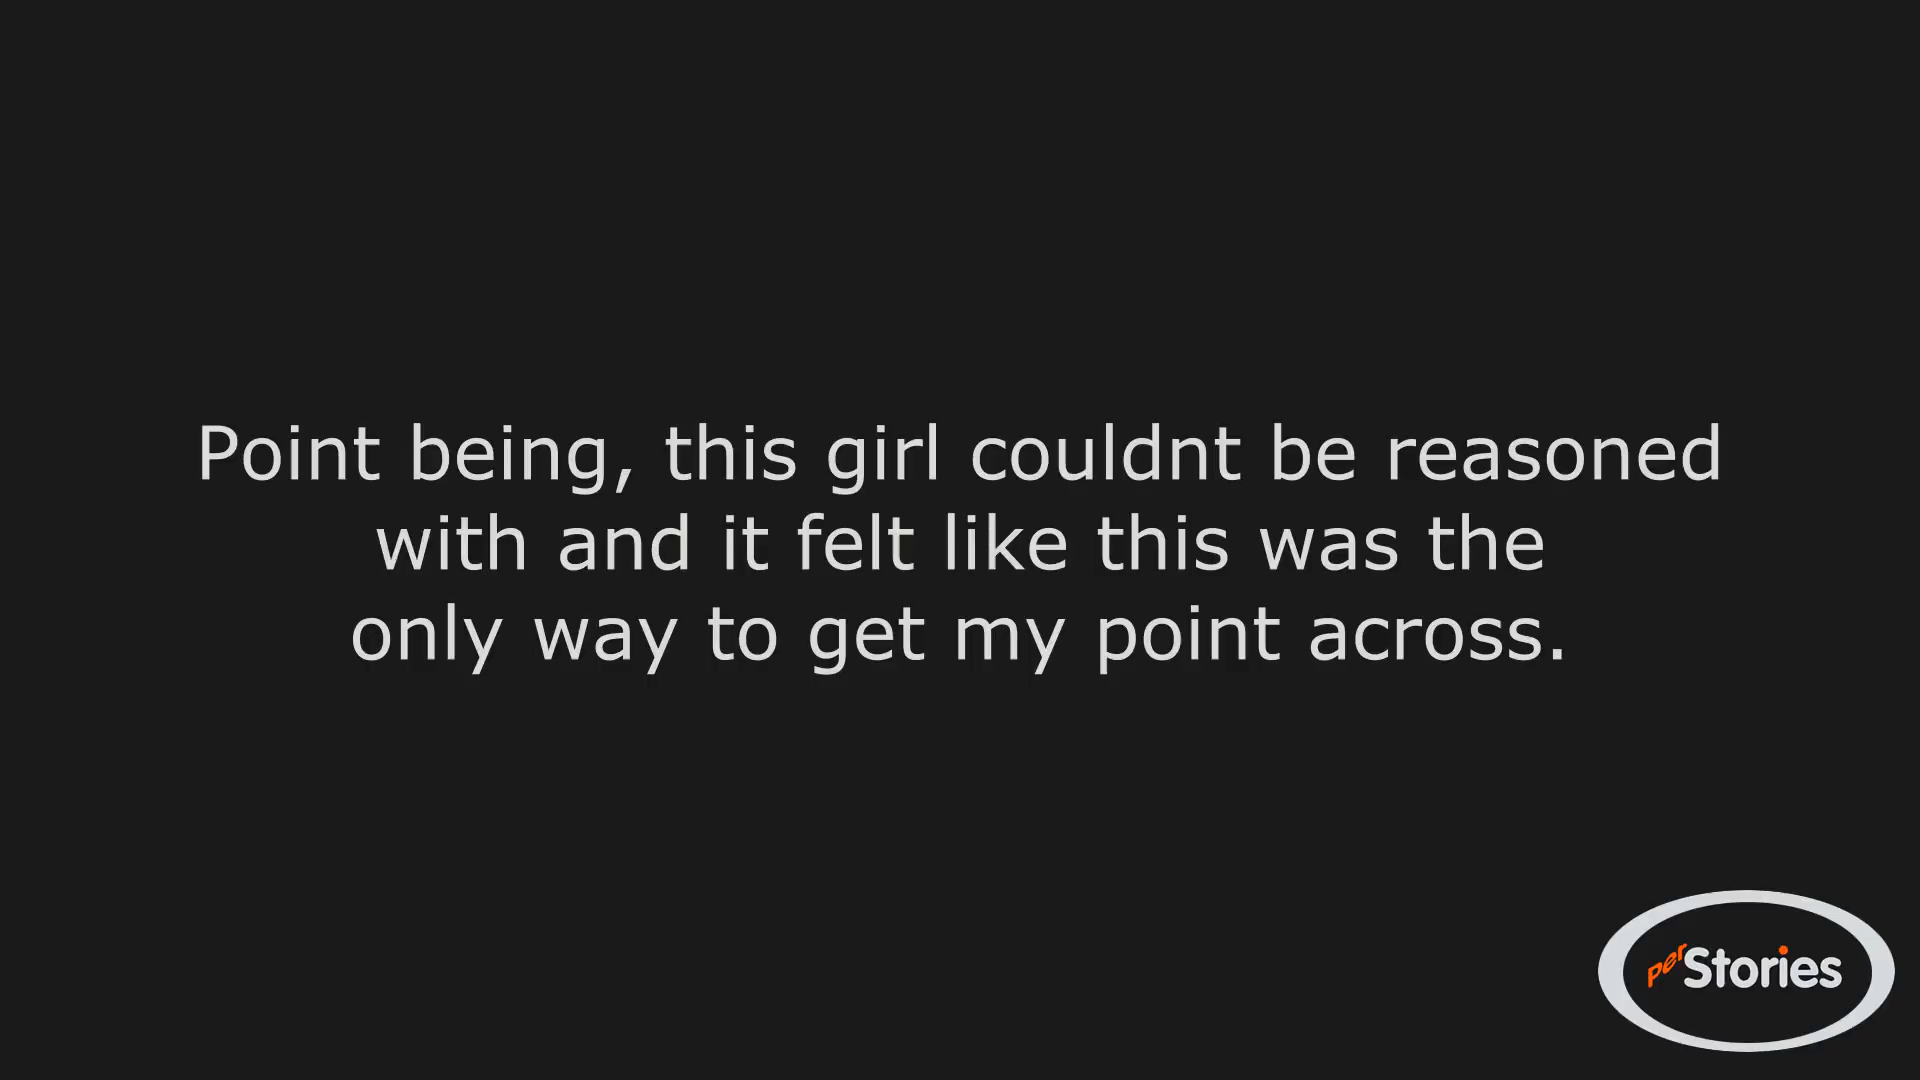 Point being, this girl couldnt be reasoned
with and it felt like this was the
only way to get my point across.
perStories